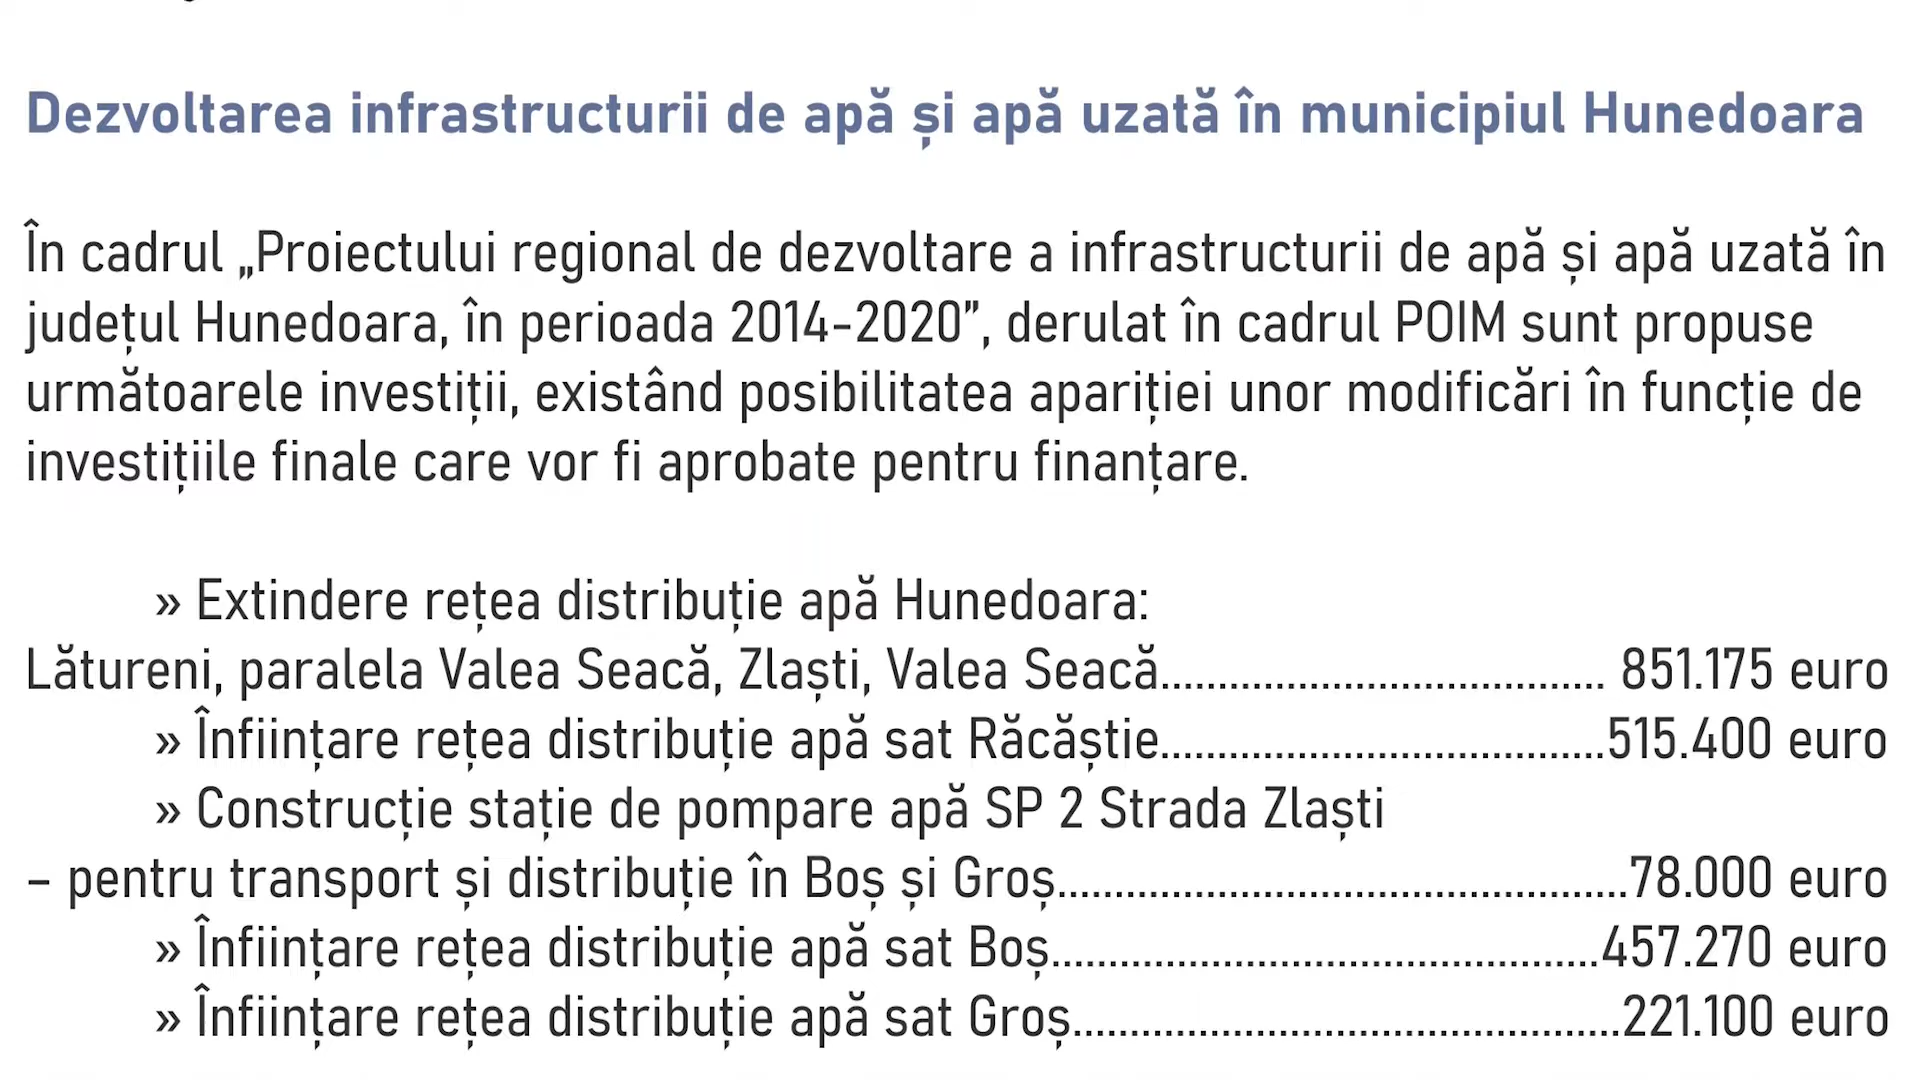 Dezvoltarea infrastructurii de apă și apă uzată în municipiul Hunedoara
În cadrul „Proiectului regional de dezvoltare a infrastructurii de apă și apă uzată în
județul Hunedoara, în perioada 2014-2020”, derulat în cadrul POIM sunt propuse
următoarele investiții, existând posibilitatea apariției unor modificări în funcție de
investițiile finale care vor fi aprobate pentru finanțare.
» Extindere rețea distribuție apă Hunedoara:
Lătureni, paralela Valea Seacă, Zlaști, Valea Seacă....................................... 851.175 euro
» Înființare rețea distribuție apă sat Răcăștie.......................................515.400 euro
» Construcție stație de pompare apă SP 2 Strada Zlaști
– pentru transport și distribuție în Boș și Groș..................................................78.000 euro
» Înființare rețea distribuție apă sat Boș................................................457.270 euro
» Înființare rețea distribuție apă sat Groș................................................221.100 euro